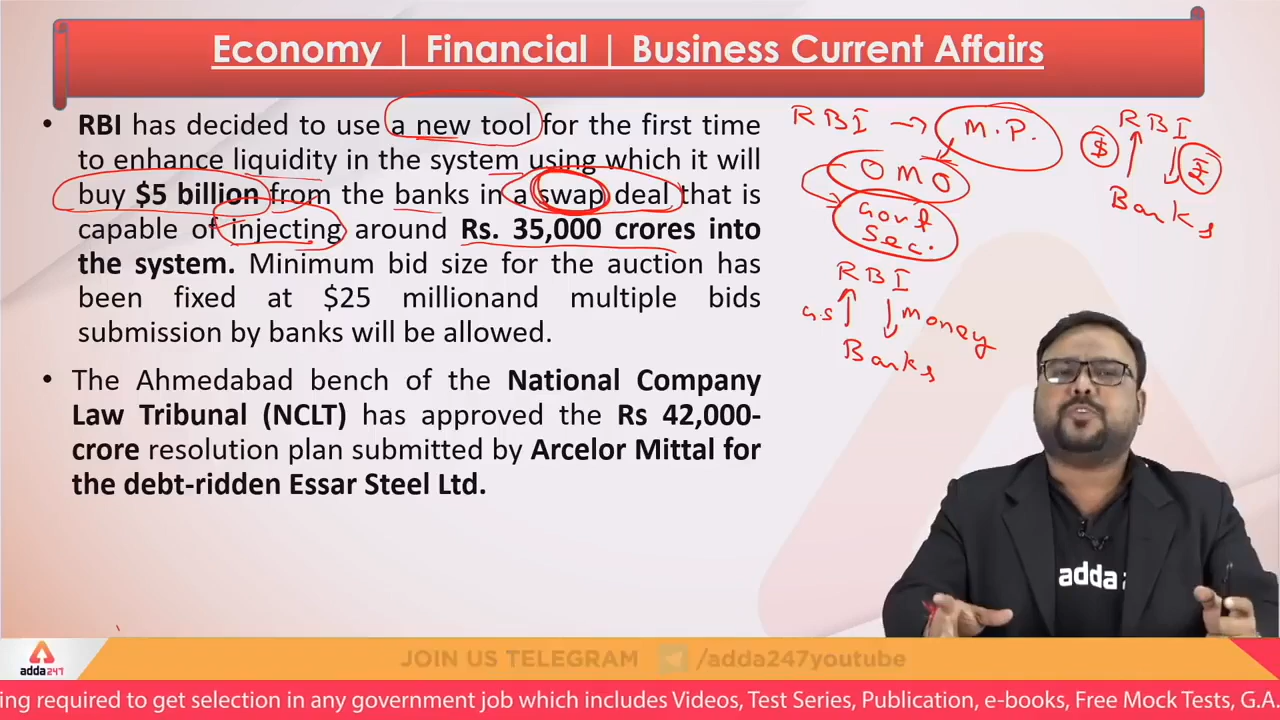 Economy | Financial | Business Current Affairs
• RBI has decided to use a new tool for the first time
to enhance liquidity in the system using which it will
buy $5 billion from the banks in a swap deal that is
capable of injecting around Rs. 35,000 crores into
the system. Minimum bid size for the auction has
been fixed at $25 millionand multiple bids
submission by banks will be allowed.
• The Ahmedabad bench of the National Company
Law Tribunal (NCLT) has approved the Rs 42,000-
crore resolution plan submitted by Arcelor Mittal for
the debt-ridden Essar Steel Ltd.
RBI → M.P.
OMO
Govt
Sec.
RBI
G.S money
Banks
RBI
$ ₹
Banks
adda
adda247
JOIN US TELEGRAM /adda247youtube
ing required to get selection in any government job which includes Videos, Test Series, Publication, e-books, Free Mock Tests, G.A.